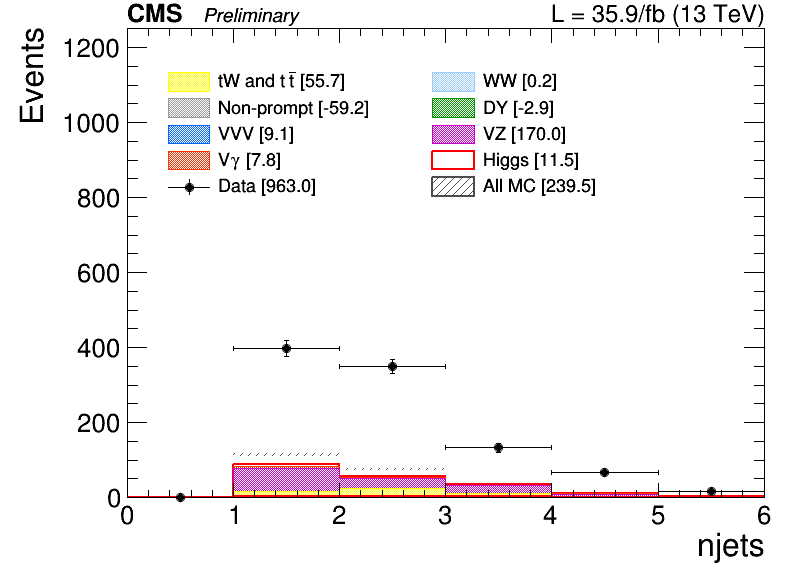 CMS Preliminary L = 35.9/fb (13 TeV)
Events
1200
1000
800
600
400
200
0
tW and t t̄ [55.7]
Non-prompt [-59.2]
VVV [9.1]
Vγ [7.8]
Data [963.0]
WW [0.2]
DY [-2.9]
VZ [170.0]
Higgs [11.5]
All MC [239.5]
0 1 2 3 4 5 6
njets